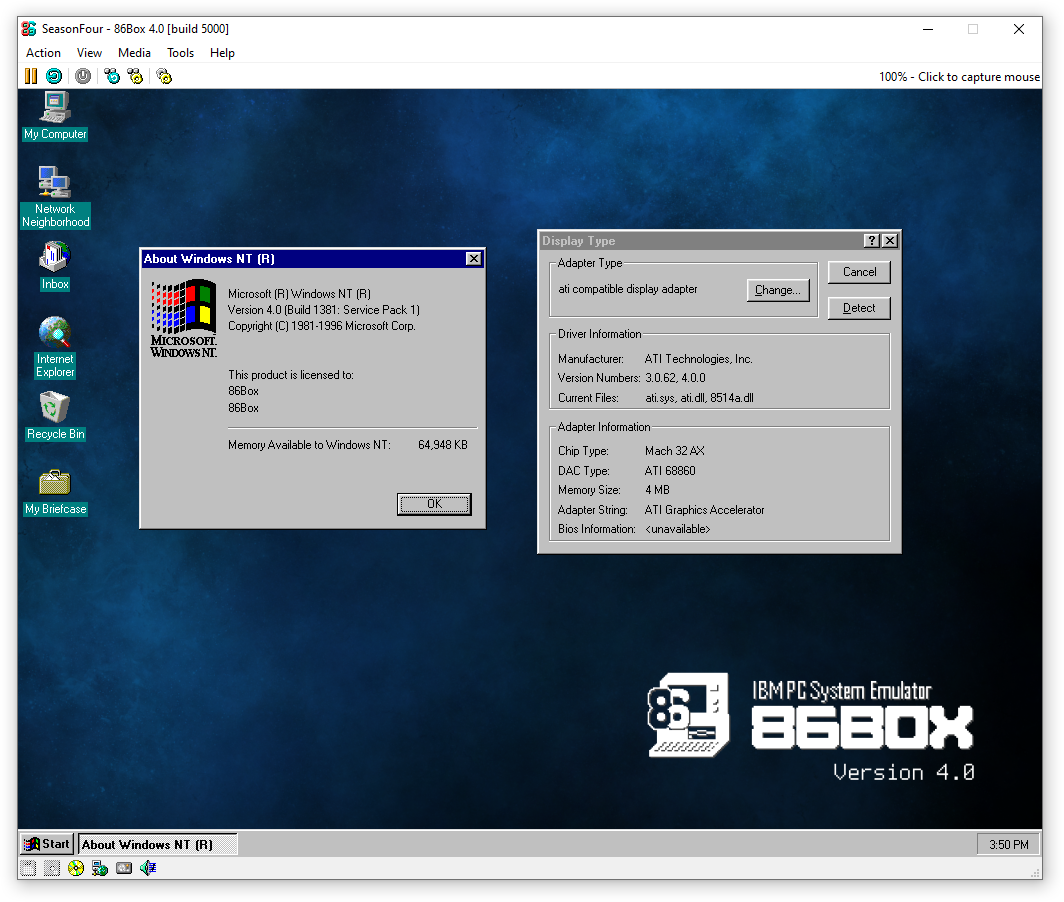 SeasonFour - 86Box 4.0 [build 5000]
Action View Media Tools Help
100% - Click to capture mouse
My Computer
Network
Neighborhood
Inbox
Internet
Explorer
Recycle Bin
My Briefcase
About Windows NT (R)
MICROSOFT.
WINDOWS NT.
Microsoft (R) Windows NT (R)
Version 4.0 (Build 1381: Service Pack 1)
Copyright (C) 1981-1996 Microsoft Corp.
This product is licensed to:
86Box
86Box
Memory Available to Windows NT: 64,948 KB
OK
Display Type
Adapter Type
ati compatible display adapter
Change...
Cancel
Detect
Driver Information
Manufacturer: ATI Technologies, Inc.
Version Numbers: 3.0.62, 4.0.0
Current Files: ati.sys, ati.dll, 8514a.dll
Adapter Information
Chip Type: Mach 32 AX
DAC Type: ATI 68860
Memory Size: 4 MB
Adapter String: ATI Graphics Accelerator
Bios Information: <unavailable>
86
IBM PC System Emulator
86BOX
Version 4.0
Start
About Windows NT (R)
3:50 PM